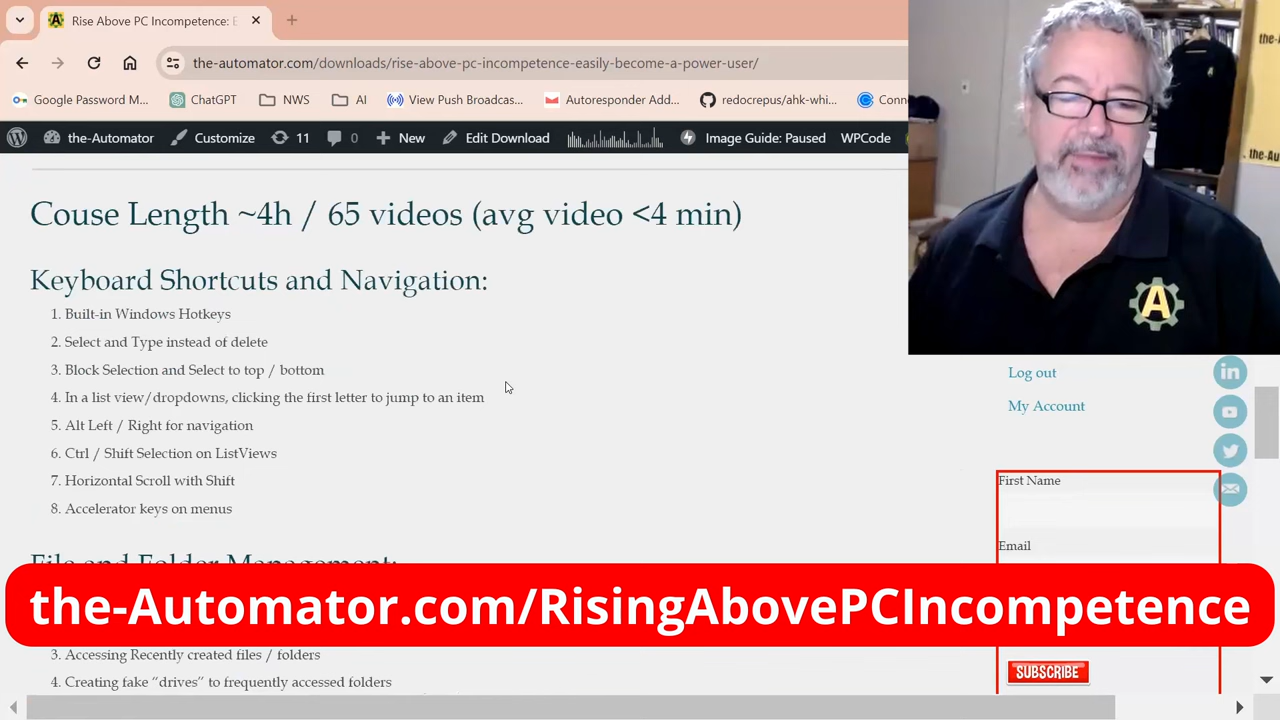 Rise Above PC Incompetence: E
the-automator.com/downloads/rise-above-pc-incompetence-easily-become-a-power-user/
Google Password M...
ChatGPT
NWS
AI
View Push Broadcas...
Autoresponder Add...
redocrepus/ahk-whi...
Conn
the-Automator
Customize
11
0
New
Edit Download
Image Guide: Paused
WPCode
the-
the-Au
A
Couse Length ~4h / 65 videos (avg video <4 min)
Keyboard Shortcuts and Navigation:
1. Built-in Windows Hotkeys
2. Select and Type instead of delete
3. Block Selection and Select to top / bottom
4. In a list view/dropdowns, clicking the first letter to jump to an item
5. Alt Left / Right for navigation
6. Ctrl / Shift Selection on ListViews
7. Horizontal Scroll with Shift
8. Accelerator keys on menus
File and Folder Management:
Log out
My Account
First Name
Email
the-Automator.com/RisingAbovePCIncompetence
3. Accessing Recently created files / folders
4. Creating fake “drives” to frequently accessed folders
SUBSCRIBE